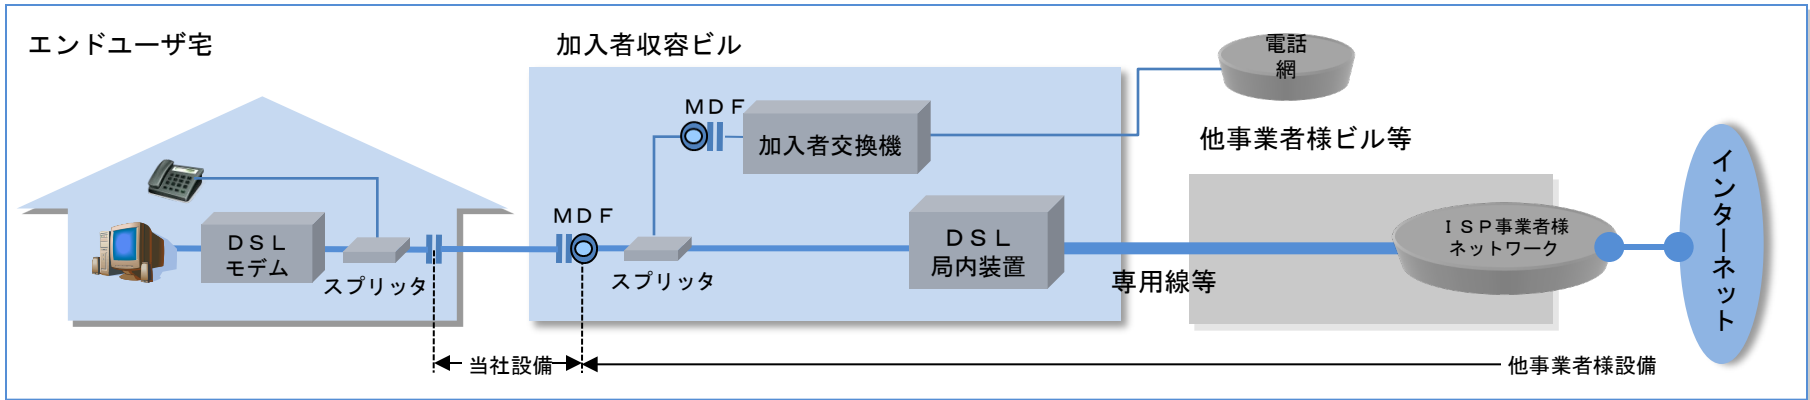 エンドユーザ宅
加入者収容ビル
電話
網
ＭＤＦ
加入者交換機
他事業者様ビル等
ＤＳＬ
モデム
スプリッタ
ＭＤＦ
スプリッタ
ＤＳＬ
局内装置
専用線等
ＩＳＰ事業者様
ネットワーク
インターネット
当社設備
他事業者様設備